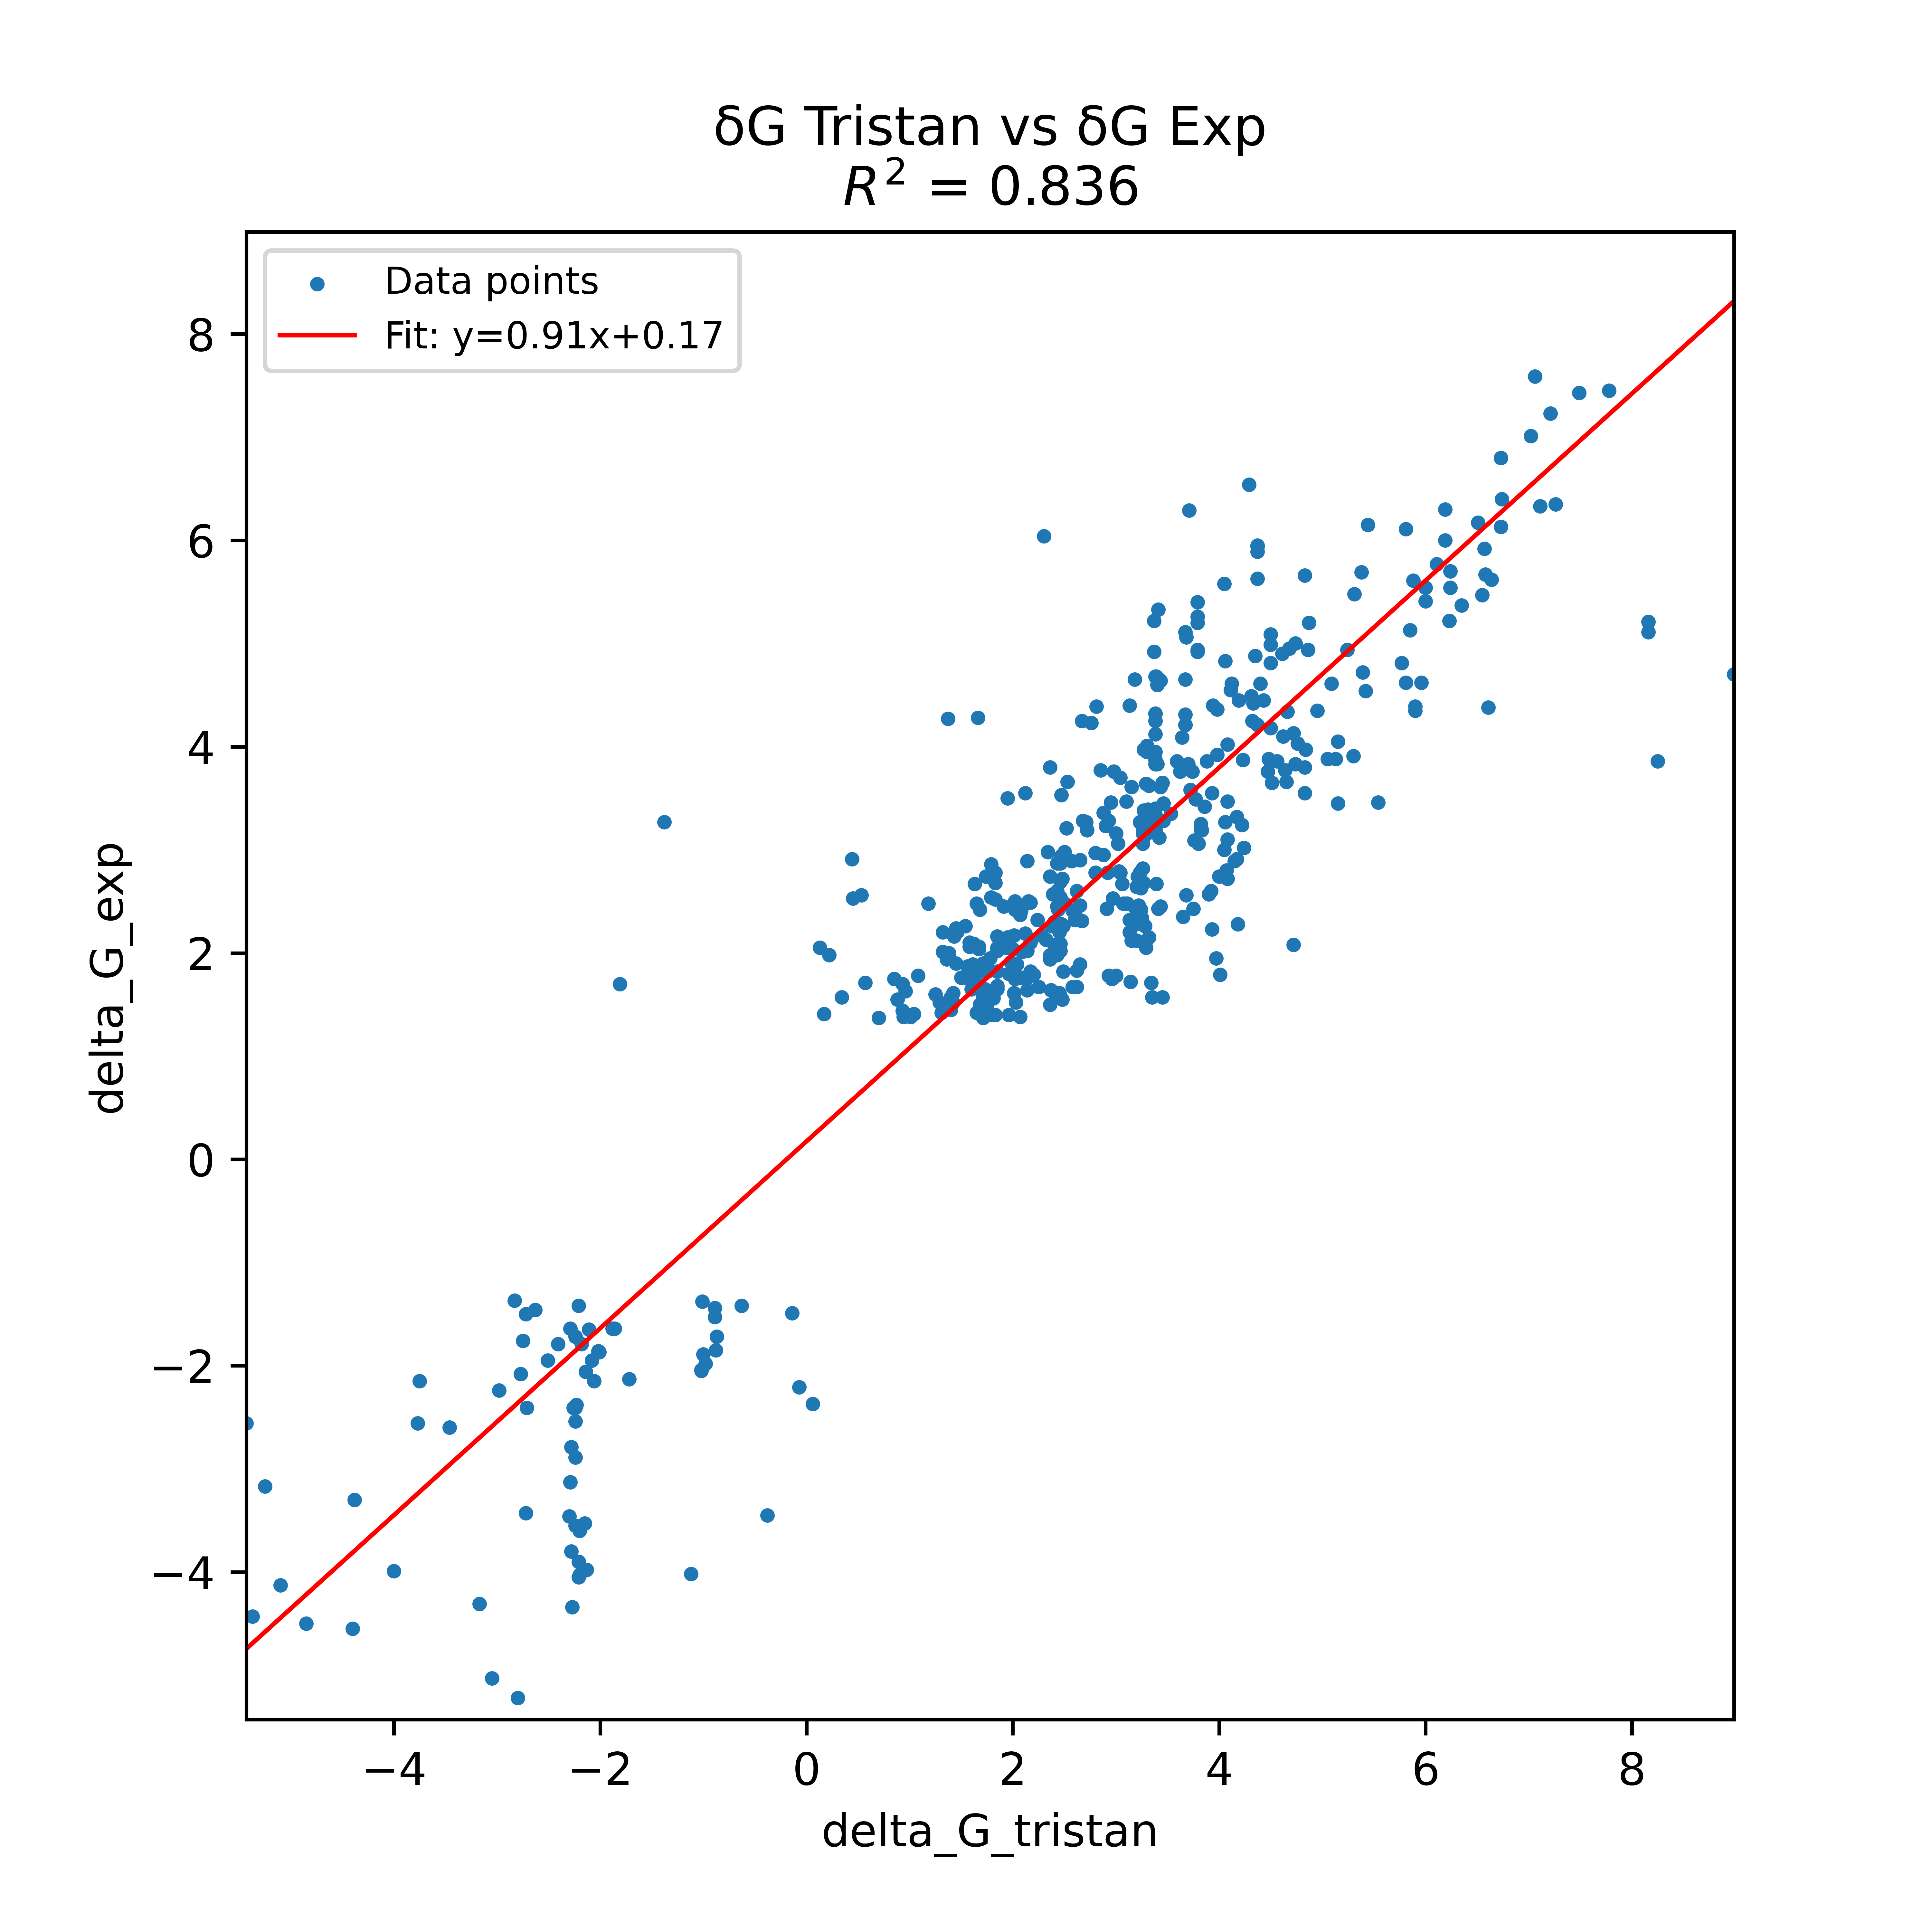 δG Tristan vs δG Exp
R² = 0.836
Data points
Fit: y=0.91x+0.17
8
6
4
2
0
−2
−4
delta_G_exp
−4
−2
0
2
4
6
8
delta_G_tristan